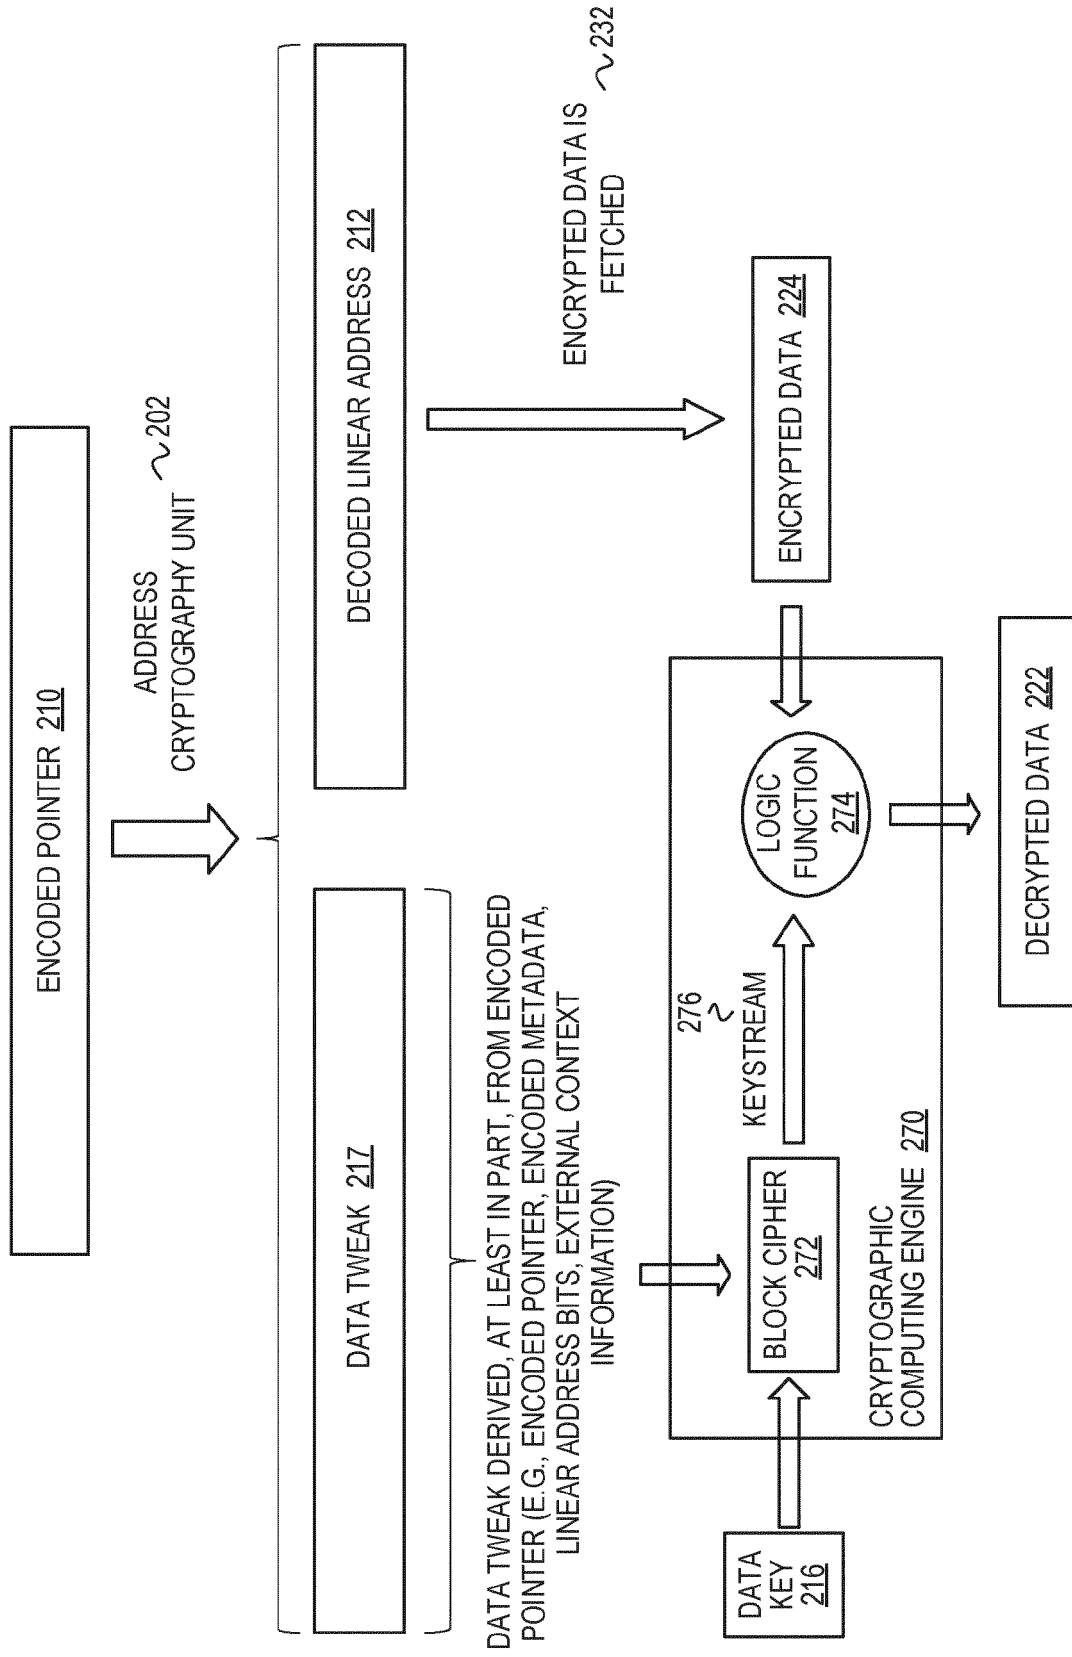 ENCODED POINTER 210
ADDRESS
CRYPTOGRAPHY UNIT
202
DATA TWEAK 217
DECODED LINEAR ADDRESS 212
DATA TWEAK DERIVED, AT LEAST IN PART, FROM ENCODED
POINTER (E.G., ENCODED POINTER, ENCODED METADATA,
LINEAR ADDRESS BITS, EXTERNAL CONTEXT
INFORMATION)
ENCRYPTED DATA IS
FETCHED
232
DATA
KEY
216
BLOCK CIPHER
272
276
KEYSTREAM
LOGIC
FUNCTION
274
ENCRYPTED DATA 224
CRYPTOGRAPHIC
COMPUTING ENGINE 270
DECRYPTED DATA 222